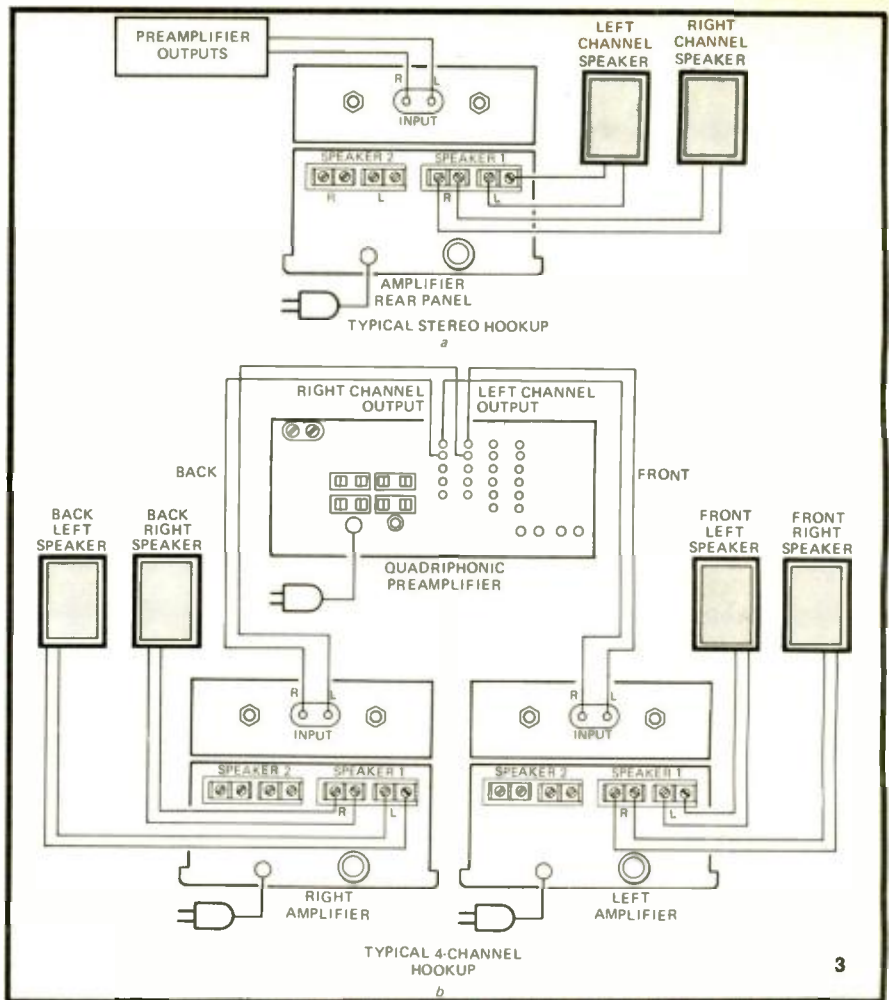 PREAMPLIFIER
OUTPUTS
LEFT
CHANNEL
SPEAKER
RIGHT
CHANNEL
SPEAKER
R L
INPUT
SPEAKER 2
SPEAKER 1
R L
R L
AMPLIFIER
REAR PANEL
TYPICAL STEREO HOOKUP
a
RIGHT CHANNEL
OUTPUT
LEFT CHANNEL
OUTPUT
BACK
FRONT
BACK
LEFT
SPEAKER
BACK
RIGHT
SPEAKER
QUADRIPHONIC
PREAMPLIFIER
FRONT
LEFT
SPEAKER
FRONT
RIGHT
SPEAKER
R L
INPUT
SPEAKER 2
SPEAKER 1
R L
RIGHT
AMPLIFIER
R L
INPUT
SPEAKER 2
SPEAKER 1
R L
LEFT
AMPLIFIER
TYPICAL 4-CHANNEL
HOOKUP
b
3